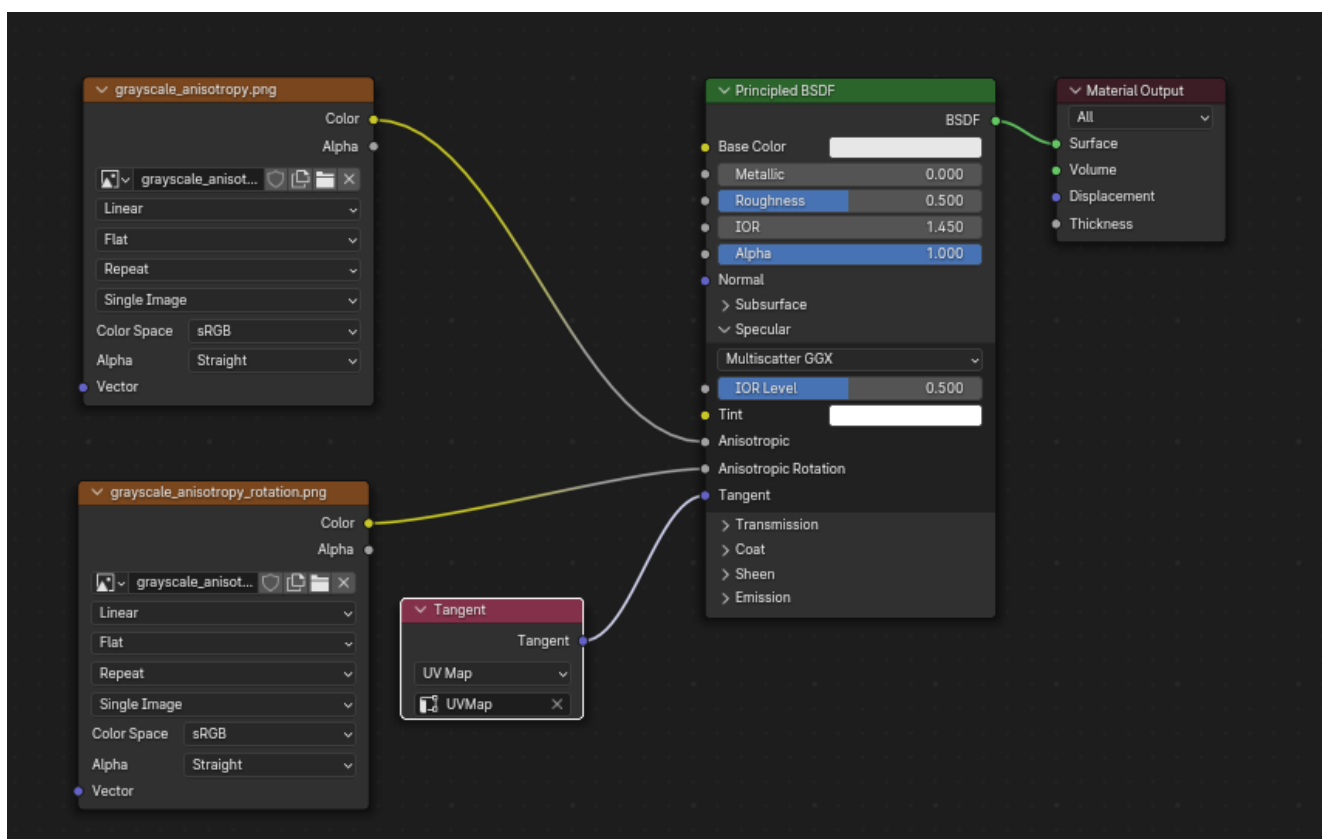 grayscale_anisotropy.png
Color
Alpha
grayscale_anisot...
Linear
Flat
Repeat
Single Image
Color Space sRGB
Alpha Straight
Vector
grayscale_anisotropy_rotation.png
Color
Alpha
grayscale_anisot...
Linear
Flat
Repeat
Single Image
Color Space sRGB
Alpha Straight
Vector
Tangent
Tangent
UV Map
UVMap
Principled BSDF
BSDF
Base Color
Metallic 0.000
Roughness 0.500
IOR 1.450
Alpha 1.000
Normal
Subsurface
Specular
Multiscatter GGX
IOR Level 0.500
Tint
Anisotropic
Anisotropic Rotation
Tangent
Transmission
Coat
Sheen
Emission
Material Output
All
Surface
Volume
Displacement
Thickness